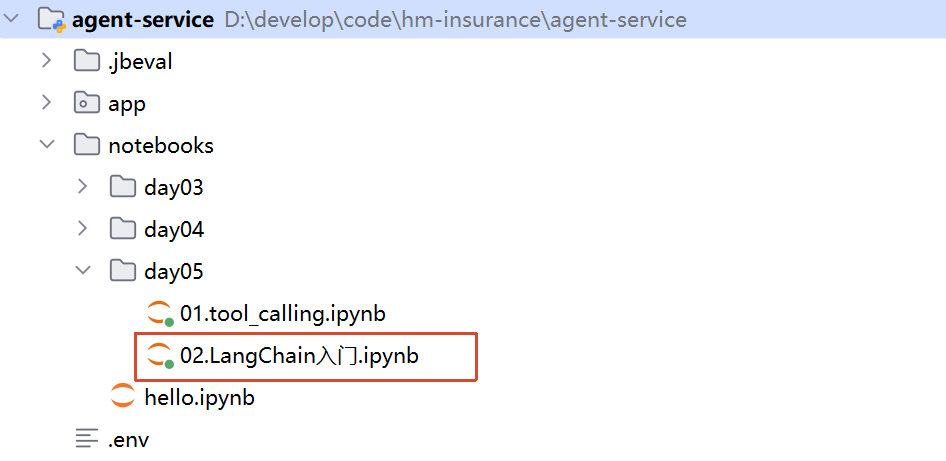 agent-service D:\develop\code\hm-insurance\agent-service
.jbeval
app
notebooks
day03
day04
day05
01.tool_calling.ipynb
02.LangChain入门.ipynb
hello.ipynb
.env